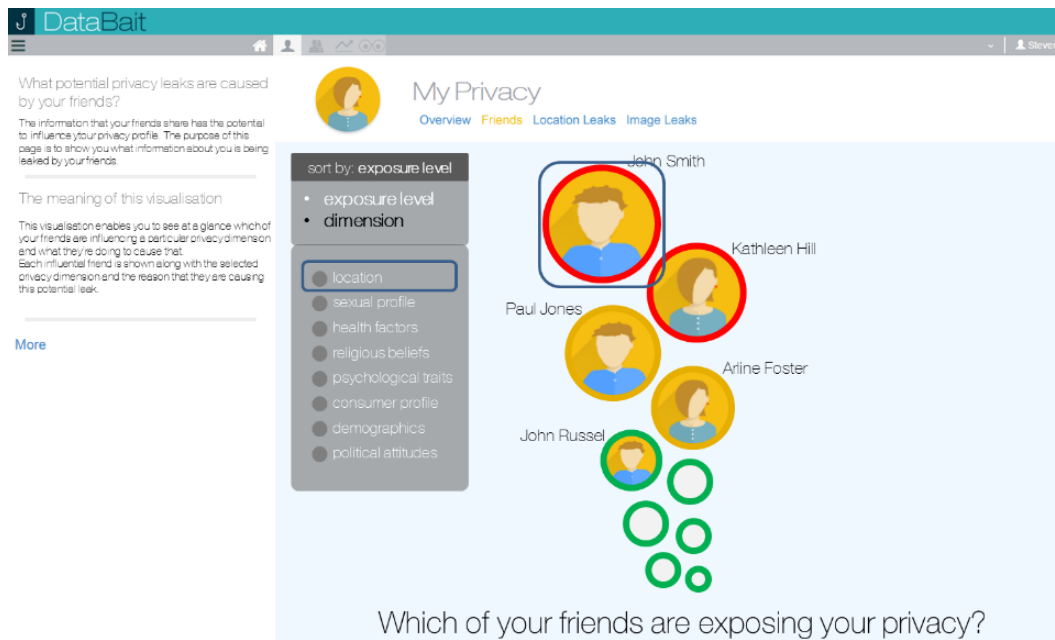 DataBait
Steven
What potential privacy leaks are caused
by your friends?
The information that your friends share has the potential
to influence ytour privacy profile. The purpose of this
page is to show you what information about you is being
leaked by your friends.
The meaning of this visualisation
This visualisation enables you to see at a glance which of
your friends are influencing a particular privacy dimension
and what they're doing to cause that.
Each influential friend is shown along with the selected
privacy dimension and the reason that they are causing
this potential leak.
More
My Privacy
Overview Friends Location Leaks Image Leaks
sort by: exposure level
• exposure level
• dimension
location
sexual profile
health factors
religious beliefs
psychological traits
consumer profile
demographics
political attitudes
John Smith
Kathleen Hill
Paul Jones
Arline Foster
John Russel
Which of your friends are exposing your privacy?